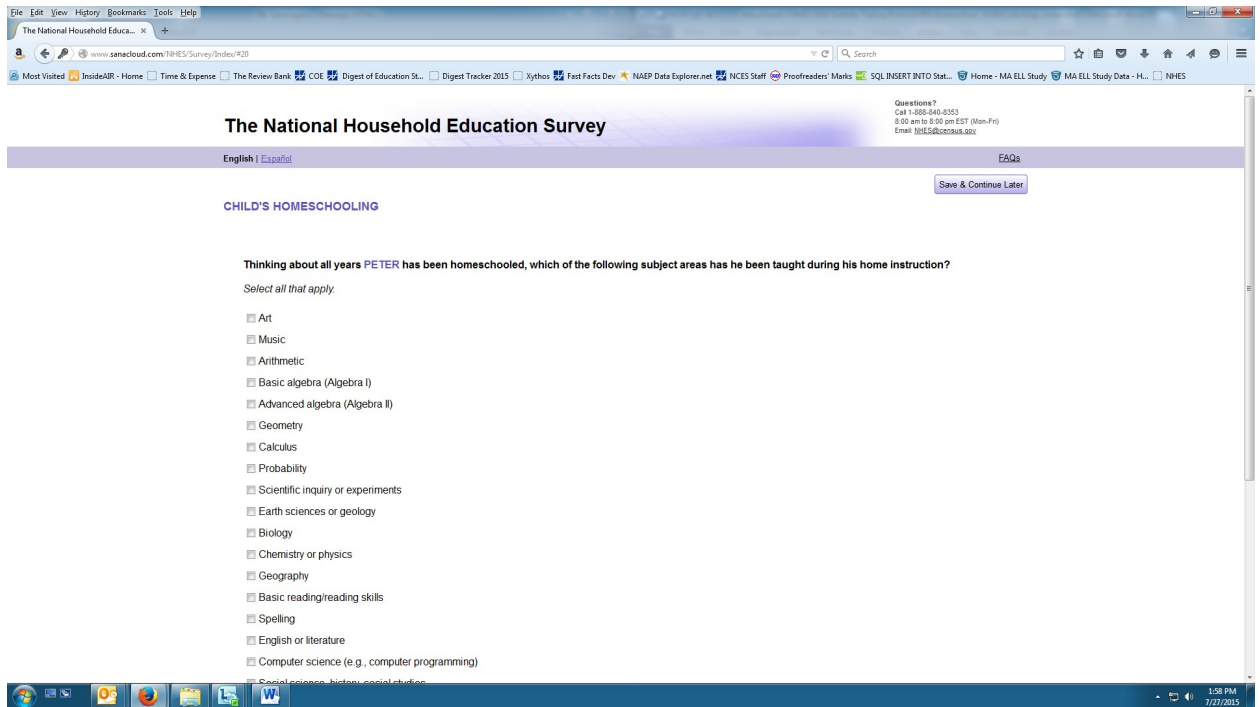 File Edit View History Bookmarks Tools Help
The National Household Educa... × +
www.sanacloud.com/NHES/Survey/Index/#20
Search
Most Visited InsideAIR - Home Time & Expense The Review Bank COE Digest of Education St... Digest Tracker 2015 Xythos Fast Facts Dev NAEP Data Explorer.net NCES Staff Proofreaders' Marks SQL INSERT INTO Stat... Home - MA ELL Study MA ELL Study Data - H... NHES
The National Household Education Survey
Questions?
Call 1-888-840-8353
8:00 am to 8:00 pm EST (Mon-Fri)
Email: NHES@census.gov
English | Español
FAQs
Save & Continue Later
CHILD'S HOMESCHOOLING
Thinking about all years PETER has been homeschooled, which of the following subject areas has he been taught during his home instruction?
Select all that apply.
Art
Music
Arithmetic
Basic algebra (Algebra I)
Advanced algebra (Algebra II)
Geometry
Calculus
Probability
Scientific inquiry or experiments
Earth sciences or geology
Biology
Chemistry or physics
Geography
Basic reading/reading skills
Spelling
English or literature
Computer science (e.g., computer programming)
Social science, history, social studies
1:58 PM
7/27/2015